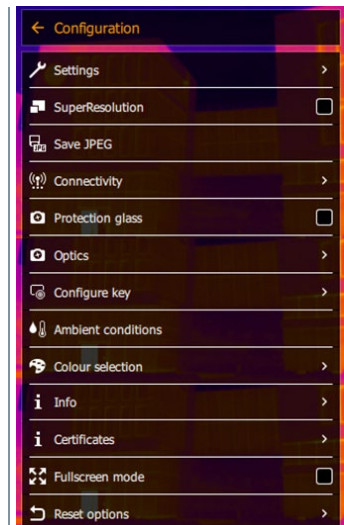 Configuration
Settings
SuperResolution
Save JPEG
Connectivity
Protection glass
Optics
Configure key
Ambient conditions
Colour selection
Info
Certificates
Fullscreen mode
Reset options